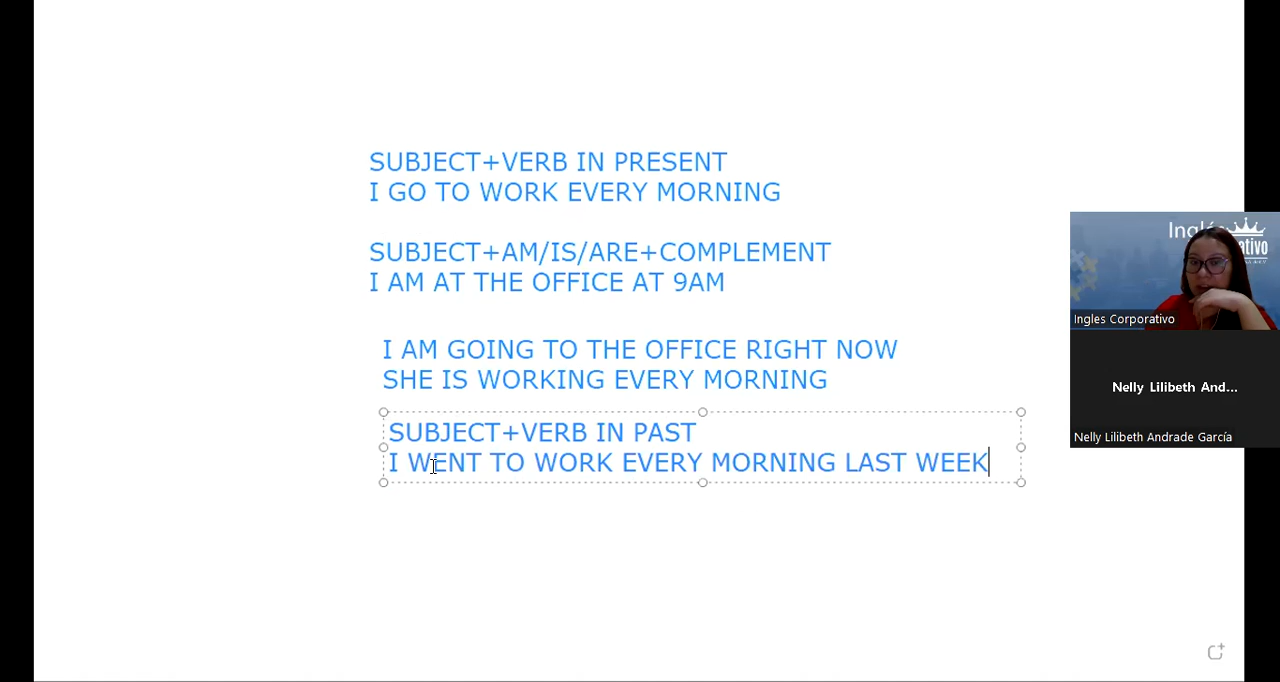 SUBJECT+VERB IN PRESENT
I GO TO WORK EVERY MORNING
SUBJECT+AM/IS/ARE+COMPLEMENT
I AM AT THE OFFICE AT 9AM
I AM GOING TO THE OFFICE RIGHT NOW
SHE IS WORKING EVERY MORNING
SUBJECT+VERB IN PAST
I WENT TO WORK EVERY MORNING LAST WEEK
Ingles Corporativo
Nelly Lilibeth And...
Nelly Lilibeth Andrade García